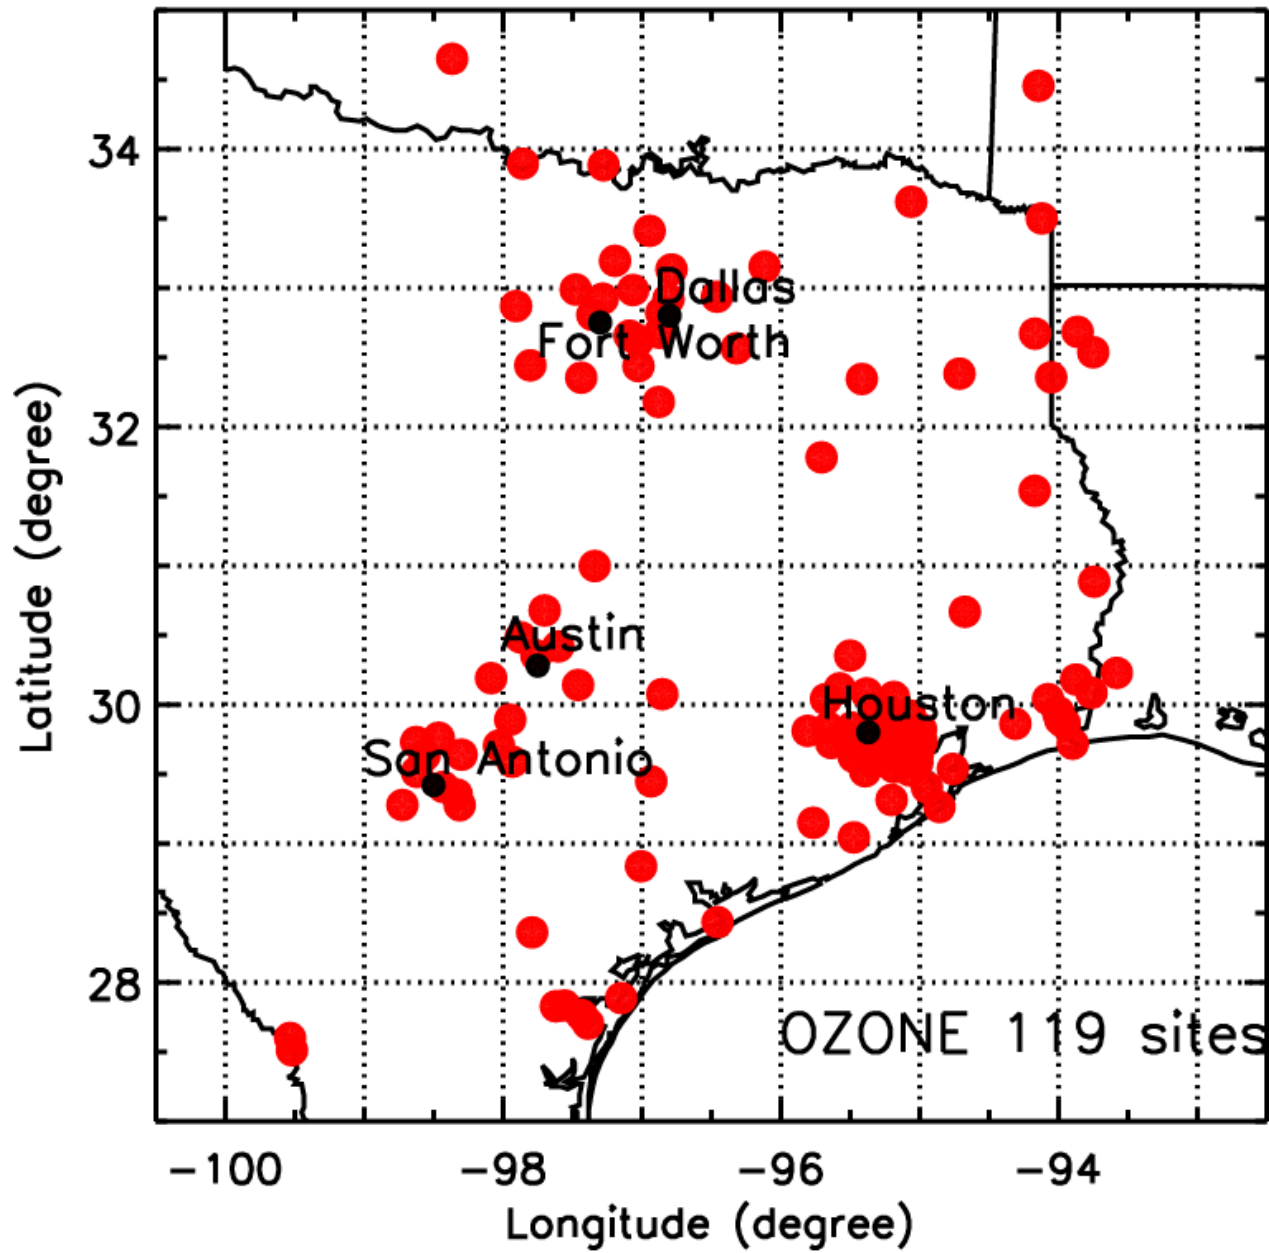 34
Dallas
Fort Worth
32
Austin
30
Houston
San Antonio
28
OZONE 119 sites
-100
-98
-96
-94
Longitude (degree)
Latitude (degree)